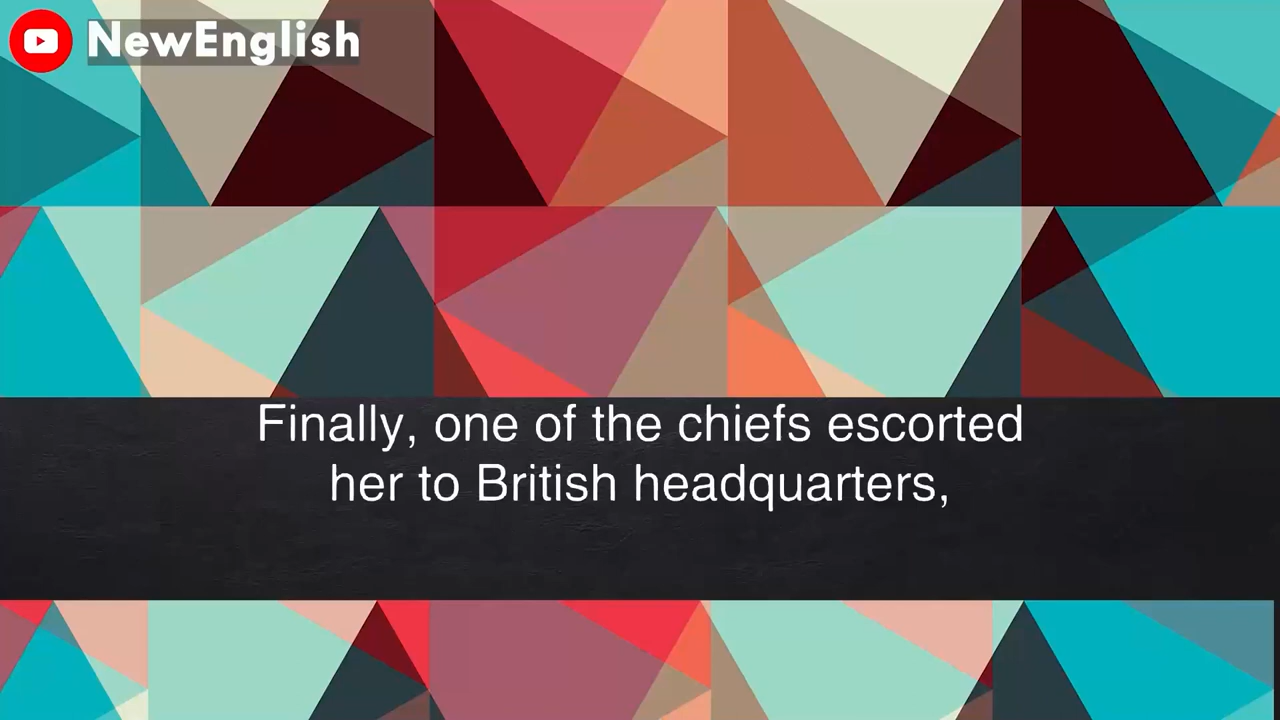 NewEnglish
Finally, one of the chiefs escorted
her to British headquarters,